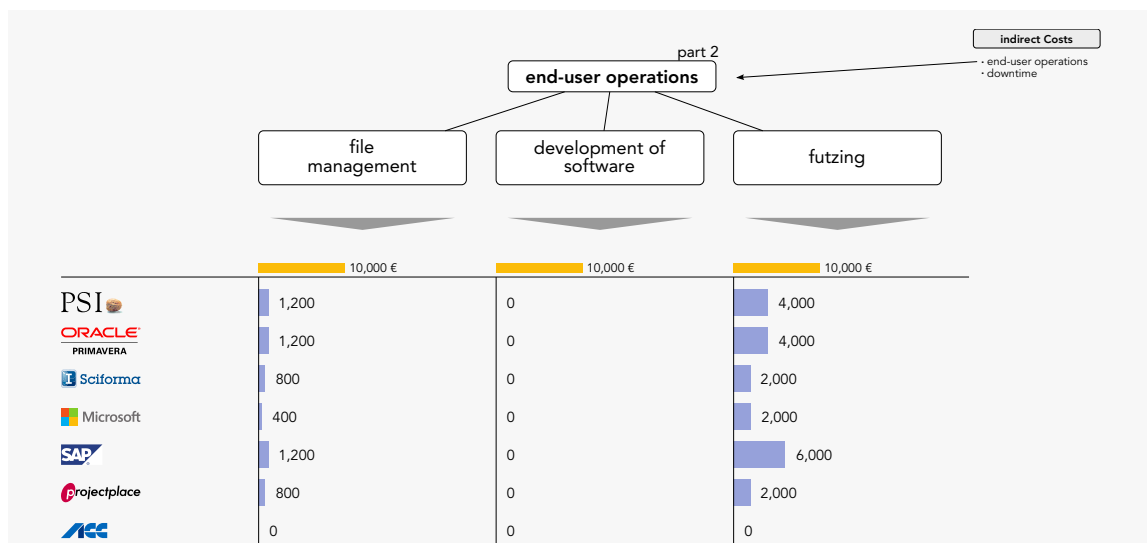 indirect Costs
· end-user operations
· downtime
part 2
end-user operations
file
management
development of
software
futzing
10,000 € 10,000 € 10,000 €
PSI 1,200 0 4,000
ORACLE
PRIMAVERA 1,200 0 4,000
Sciforma 800 0 2,000
Microsoft 400 0 2,000
SAP 1,200 0 6,000
projectplace 800 0 2,000
ACC 0 0 0